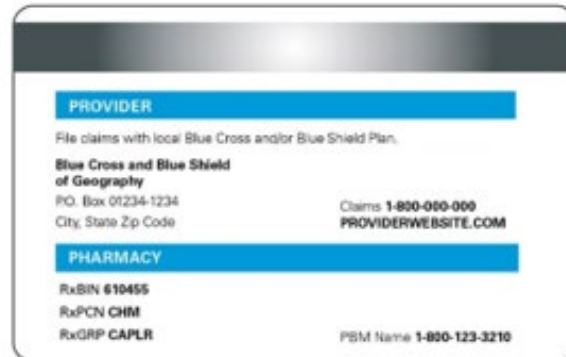 PROVIDER
File claims with local Blue Cross and/or Blue Shield Plan.
Blue Cross and Blue Shield
of Geography
P.O. Box 01234-1234
City, State Zip Code
Claims 1-800-000-000
PROVIDERWEBSITE.COM
PHARMACY
RxBIN 610455
RxPCN CHM
RxGRP CAPLR
PBM Name 1-800-123-3210